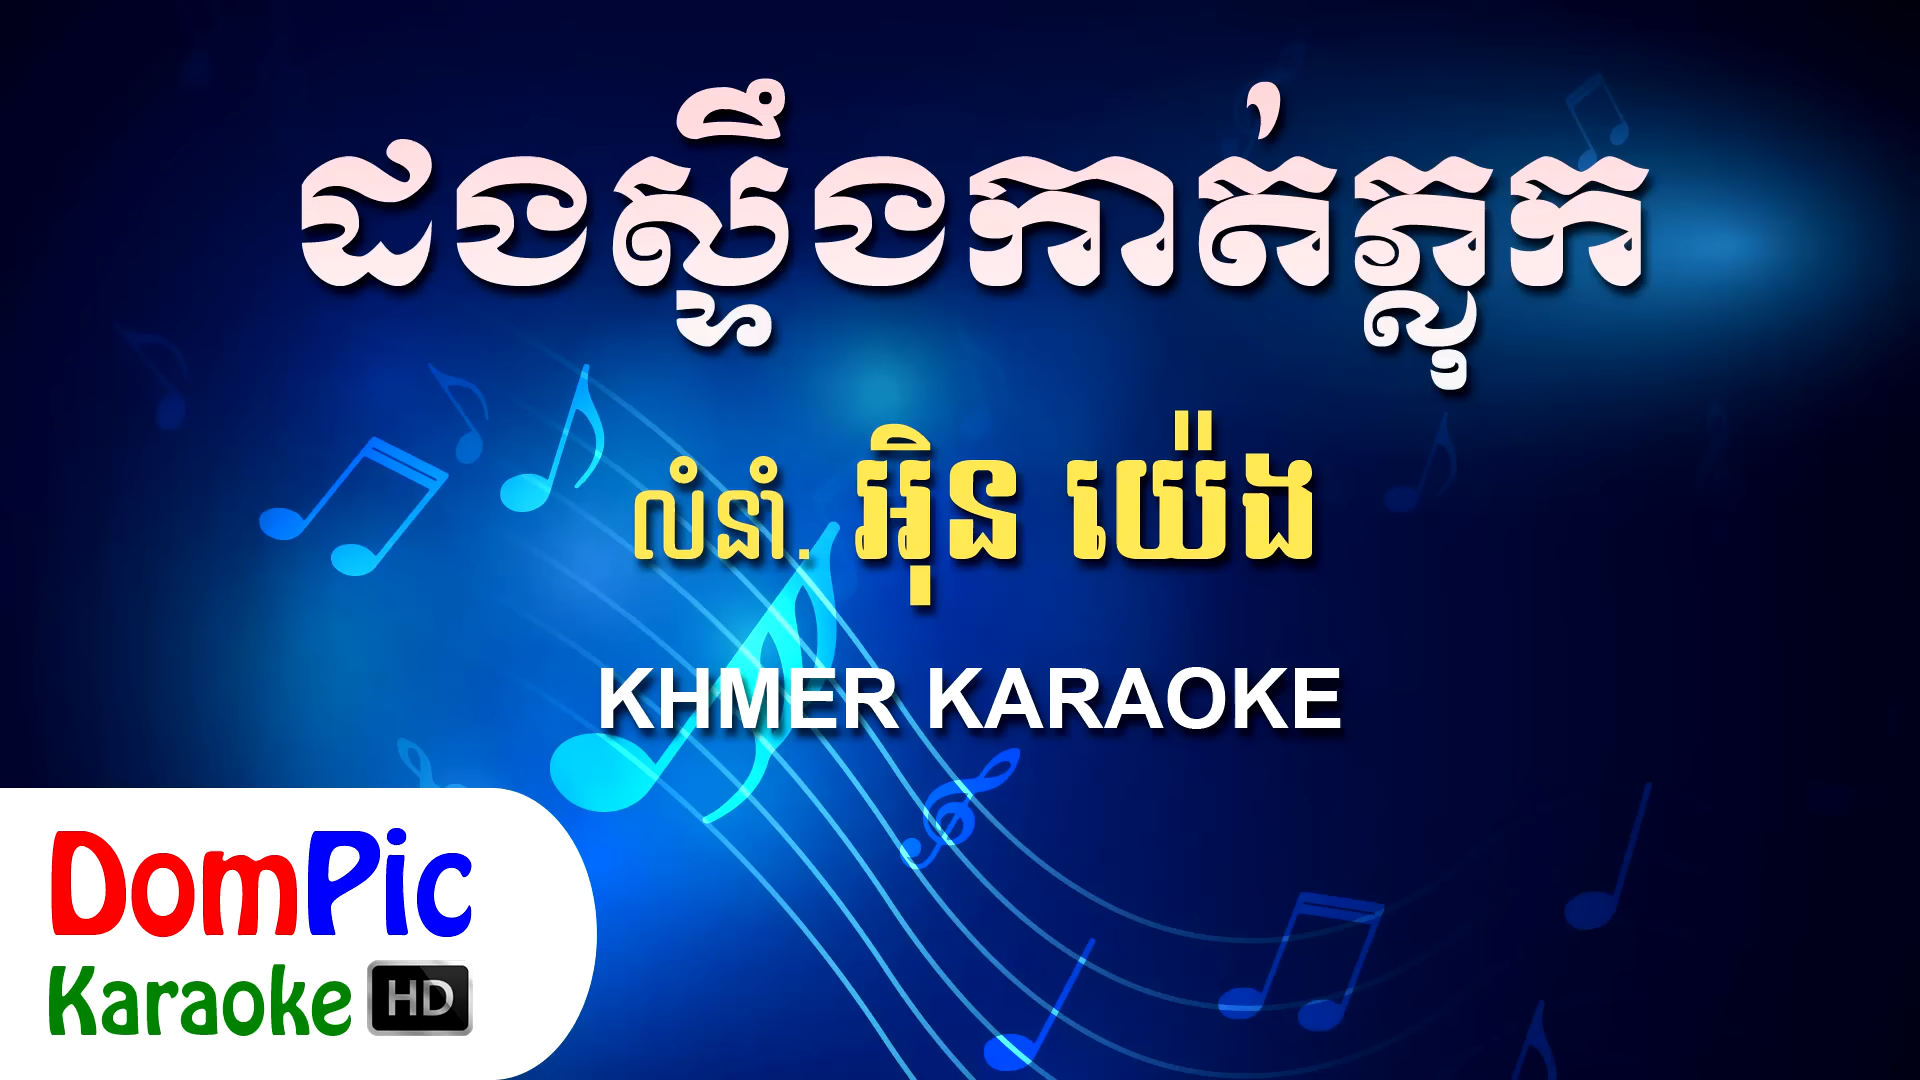 ដងស្ទឹងកាត់ភ្លុក
លំនាំ. អ៊ិន យ៉េង
KHMER KARAOKE
DomPic
Karaoke HD